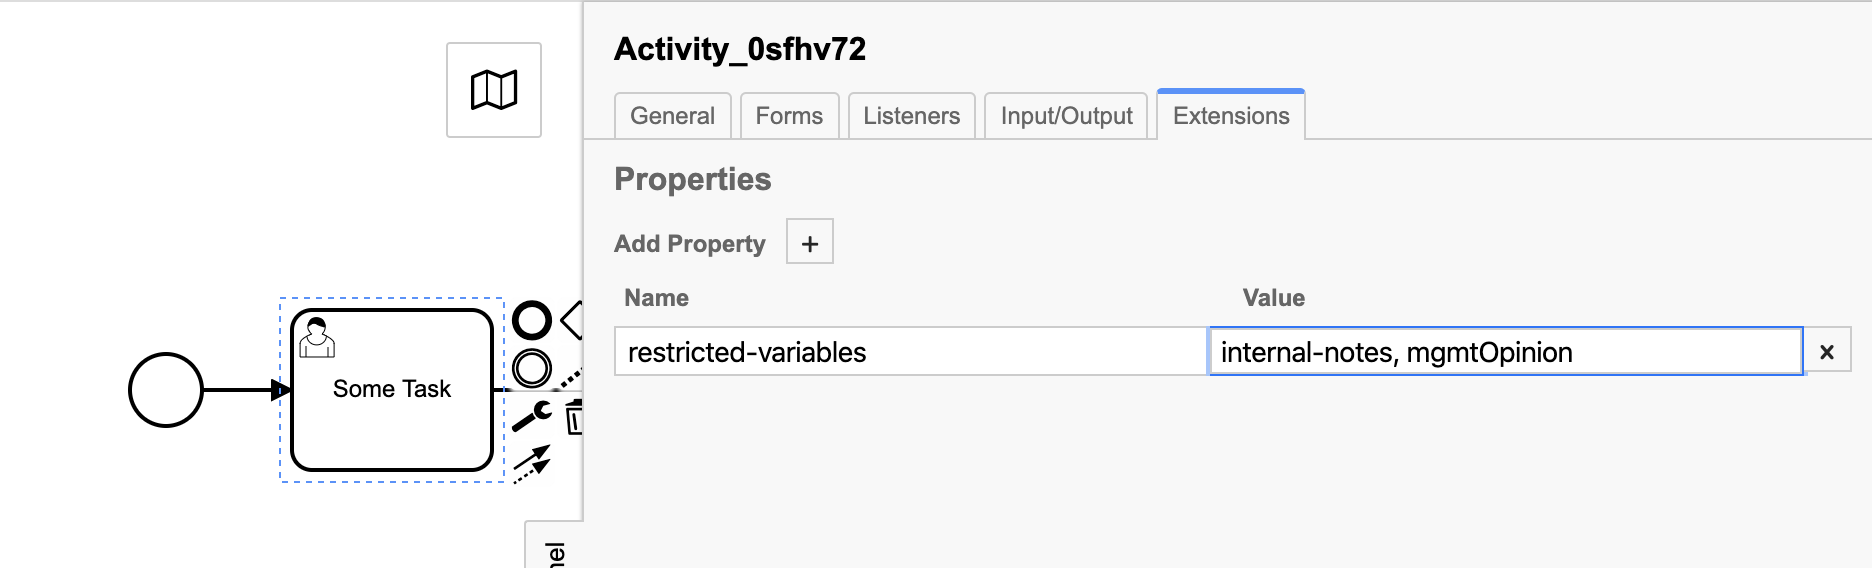 Activity_0sfhv72
General Forms Listeners Input/Output Extensions
Properties
Add Property +
Name Value
restricted-variables internal-notes, mgmtOpinion x
Some Task